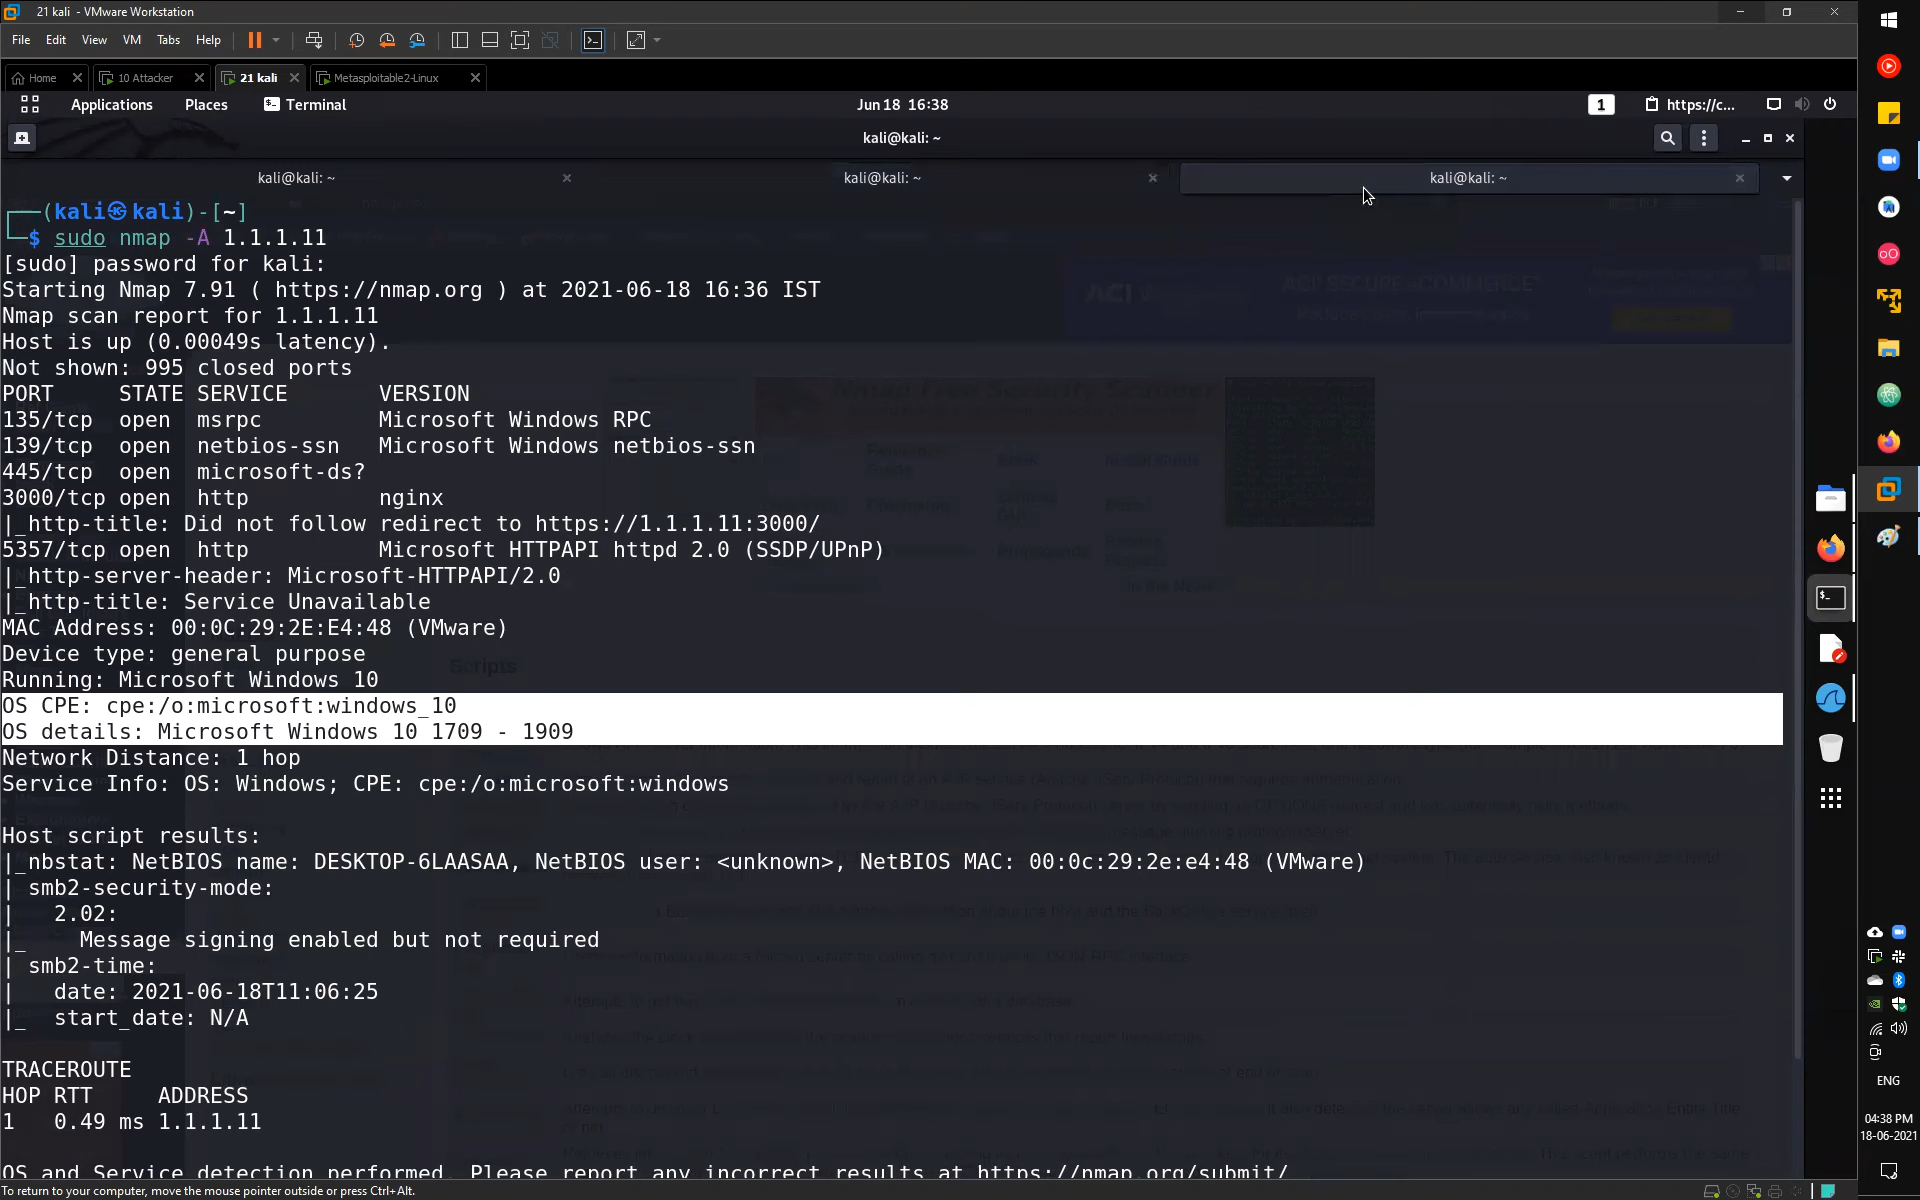 21 kali - VMware Workstation
File Edit View VM Tabs Help
Home 10 Attacker 21 kali Metasploitable2-Linux
Applications Places Terminal Jun 18 16:38 1 https://c...
kali@kali: ~
kali@kali: ~ kali@kali: ~ kali@kali: ~
(kali㉿kali)-[~]
$ sudo nmap -A 1.1.1.11
[sudo] password for kali:
Starting Nmap 7.91 ( https://nmap.org ) at 2021-06-18 16:36 IST
Nmap scan report for 1.1.1.11
Host is up (0.00049s latency).
Not shown: 995 closed ports
PORT STATE SERVICE VERSION
135/tcp open msrpc Microsoft Windows RPC
139/tcp open netbios-ssn Microsoft Windows netbios-ssn
445/tcp open microsoft-ds?
3000/tcp open http nginx
|_http-title: Did not follow redirect to https://1.1.1.11:3000/
5357/tcp open http Microsoft HTTPAPI httpd 2.0 (SSDP/UPnP)
|_http-server-header: Microsoft-HTTPAPI/2.0
|_http-title: Service Unavailable
MAC Address: 00:0C:29:2E:E4:48 (VMware)
Device type: general purpose
Running: Microsoft Windows 10
OS CPE: cpe:/o:microsoft:windows_10
OS details: Microsoft Windows 10 1709 - 1909
Network Distance: 1 hop
Service Info: OS: Windows; CPE: cpe:/o:microsoft:windows
Host script results:
|_nbstat: NetBIOS name: DESKTOP-6LAASAA, NetBIOS user: <unknown>, NetBIOS MAC: 00:0c:29:2e:e4:48 (VMware)
| smb2-security-mode:
|   2.02:
|_    Message signing enabled but not required
| smb2-time:
|   date: 2021-06-18T11:06:25
|_  start_date: N/A
TRACEROUTE
HOP RTT ADDRESS
1 0.49 ms 1.1.1.11
OS and Service detection performed. Please report any incorrect results at https://nmap.org/submit/
To return to your computer, move the mouse pointer outside or press Ctrl+Alt.
ENG
04:38 PM
18-06-2021